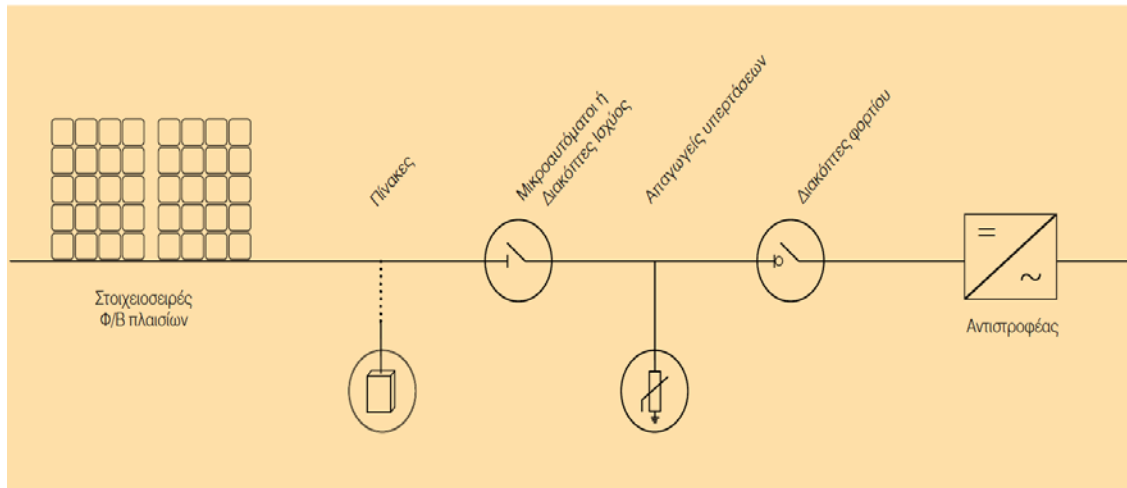 Στοιχειοσειρές
Φ/Β πλαισίων
Πίνακες
Μικροαυτόματοι ή
Διακόπτες Ισχύος
Απαγωγείς υπερτάσεων
Διακόπτες φορτίου
Αντιστροφέας